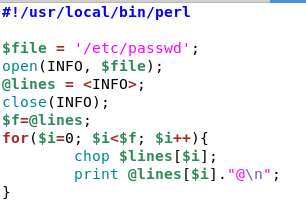 #!/usr/local/bin/perl
$file = '/etc/passwd';
open(INFO, $file);
@lines = <INFO>;
close(INFO);
$f=@lines;
for($i=0; $i<$f; $i++){
chop $lines[$i];
print @lines[$i]."@\n";
}